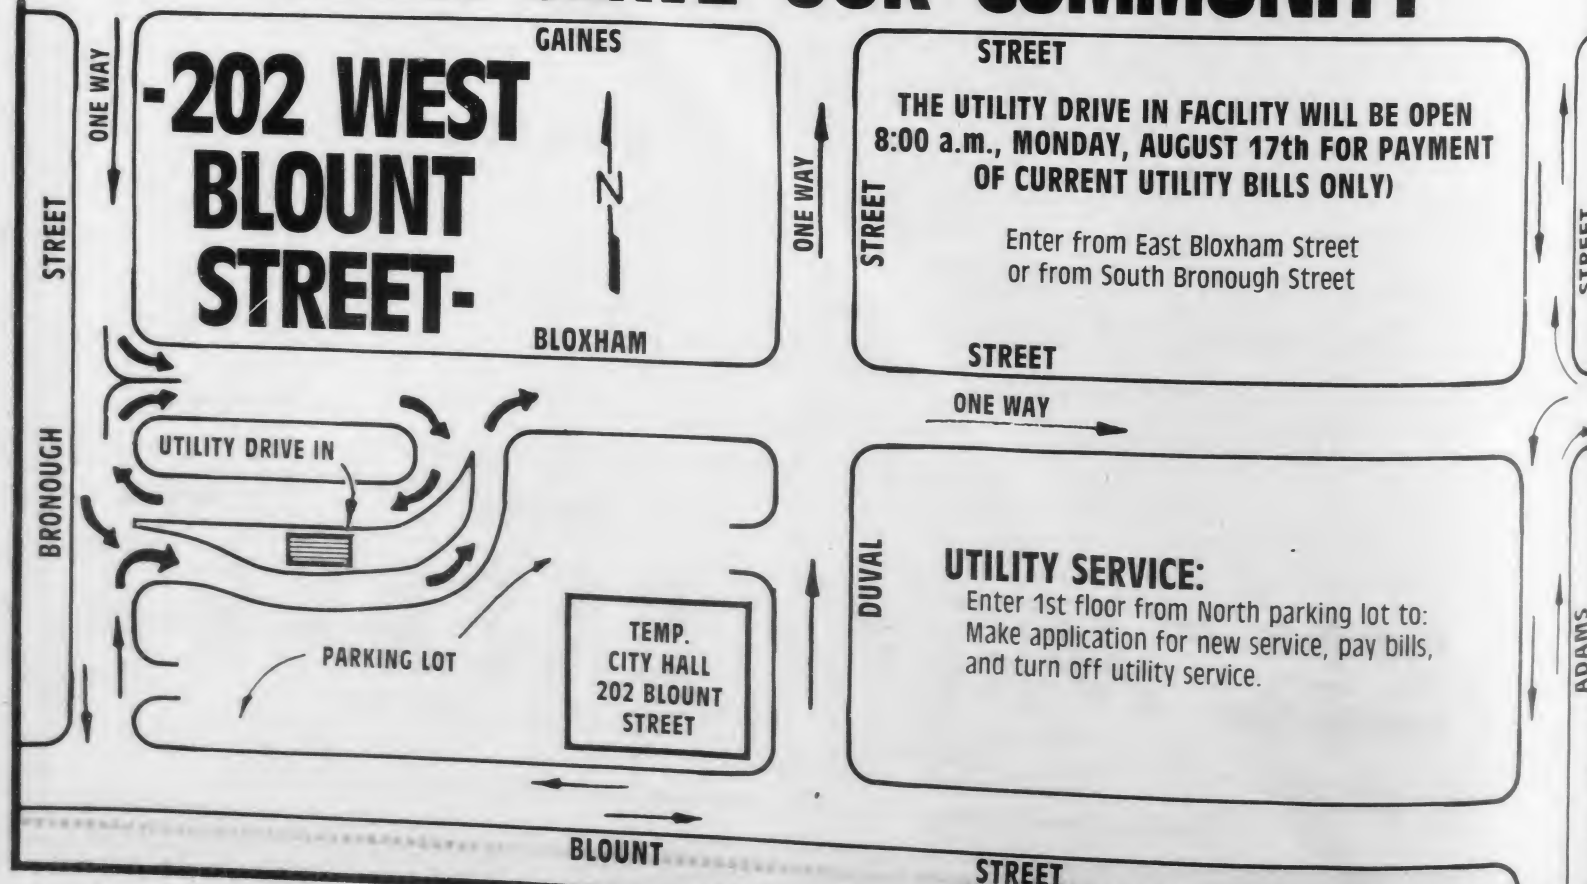 OUR COMMUNITY
GAINES STREET
ONE WAY
-202 WEST
BLOUNT
STREET-
N
ONE WAY
STREET
THE UTILITY DRIVE IN FACILITY WILL BE OPEN
8:00 a.m., MONDAY, AUGUST 17th FOR PAYMENT
OF CURRENT UTILITY BILLS ONLY)
Enter from East Bloxham Street
or from South Bronough Street
BLOXHAM STREET
ONE WAY
BRONOUGH STREET
UTILITY DRIVE IN
PARKING LOT
TEMP.
CITY HALL
202 BLOUNT
STREET
DUVAL
UTILITY SERVICE:
Enter 1st floor from North parking lot to:
Make application for new service, pay bills,
and turn off utility service.
ADAMS STREET
BLOUNT STREET